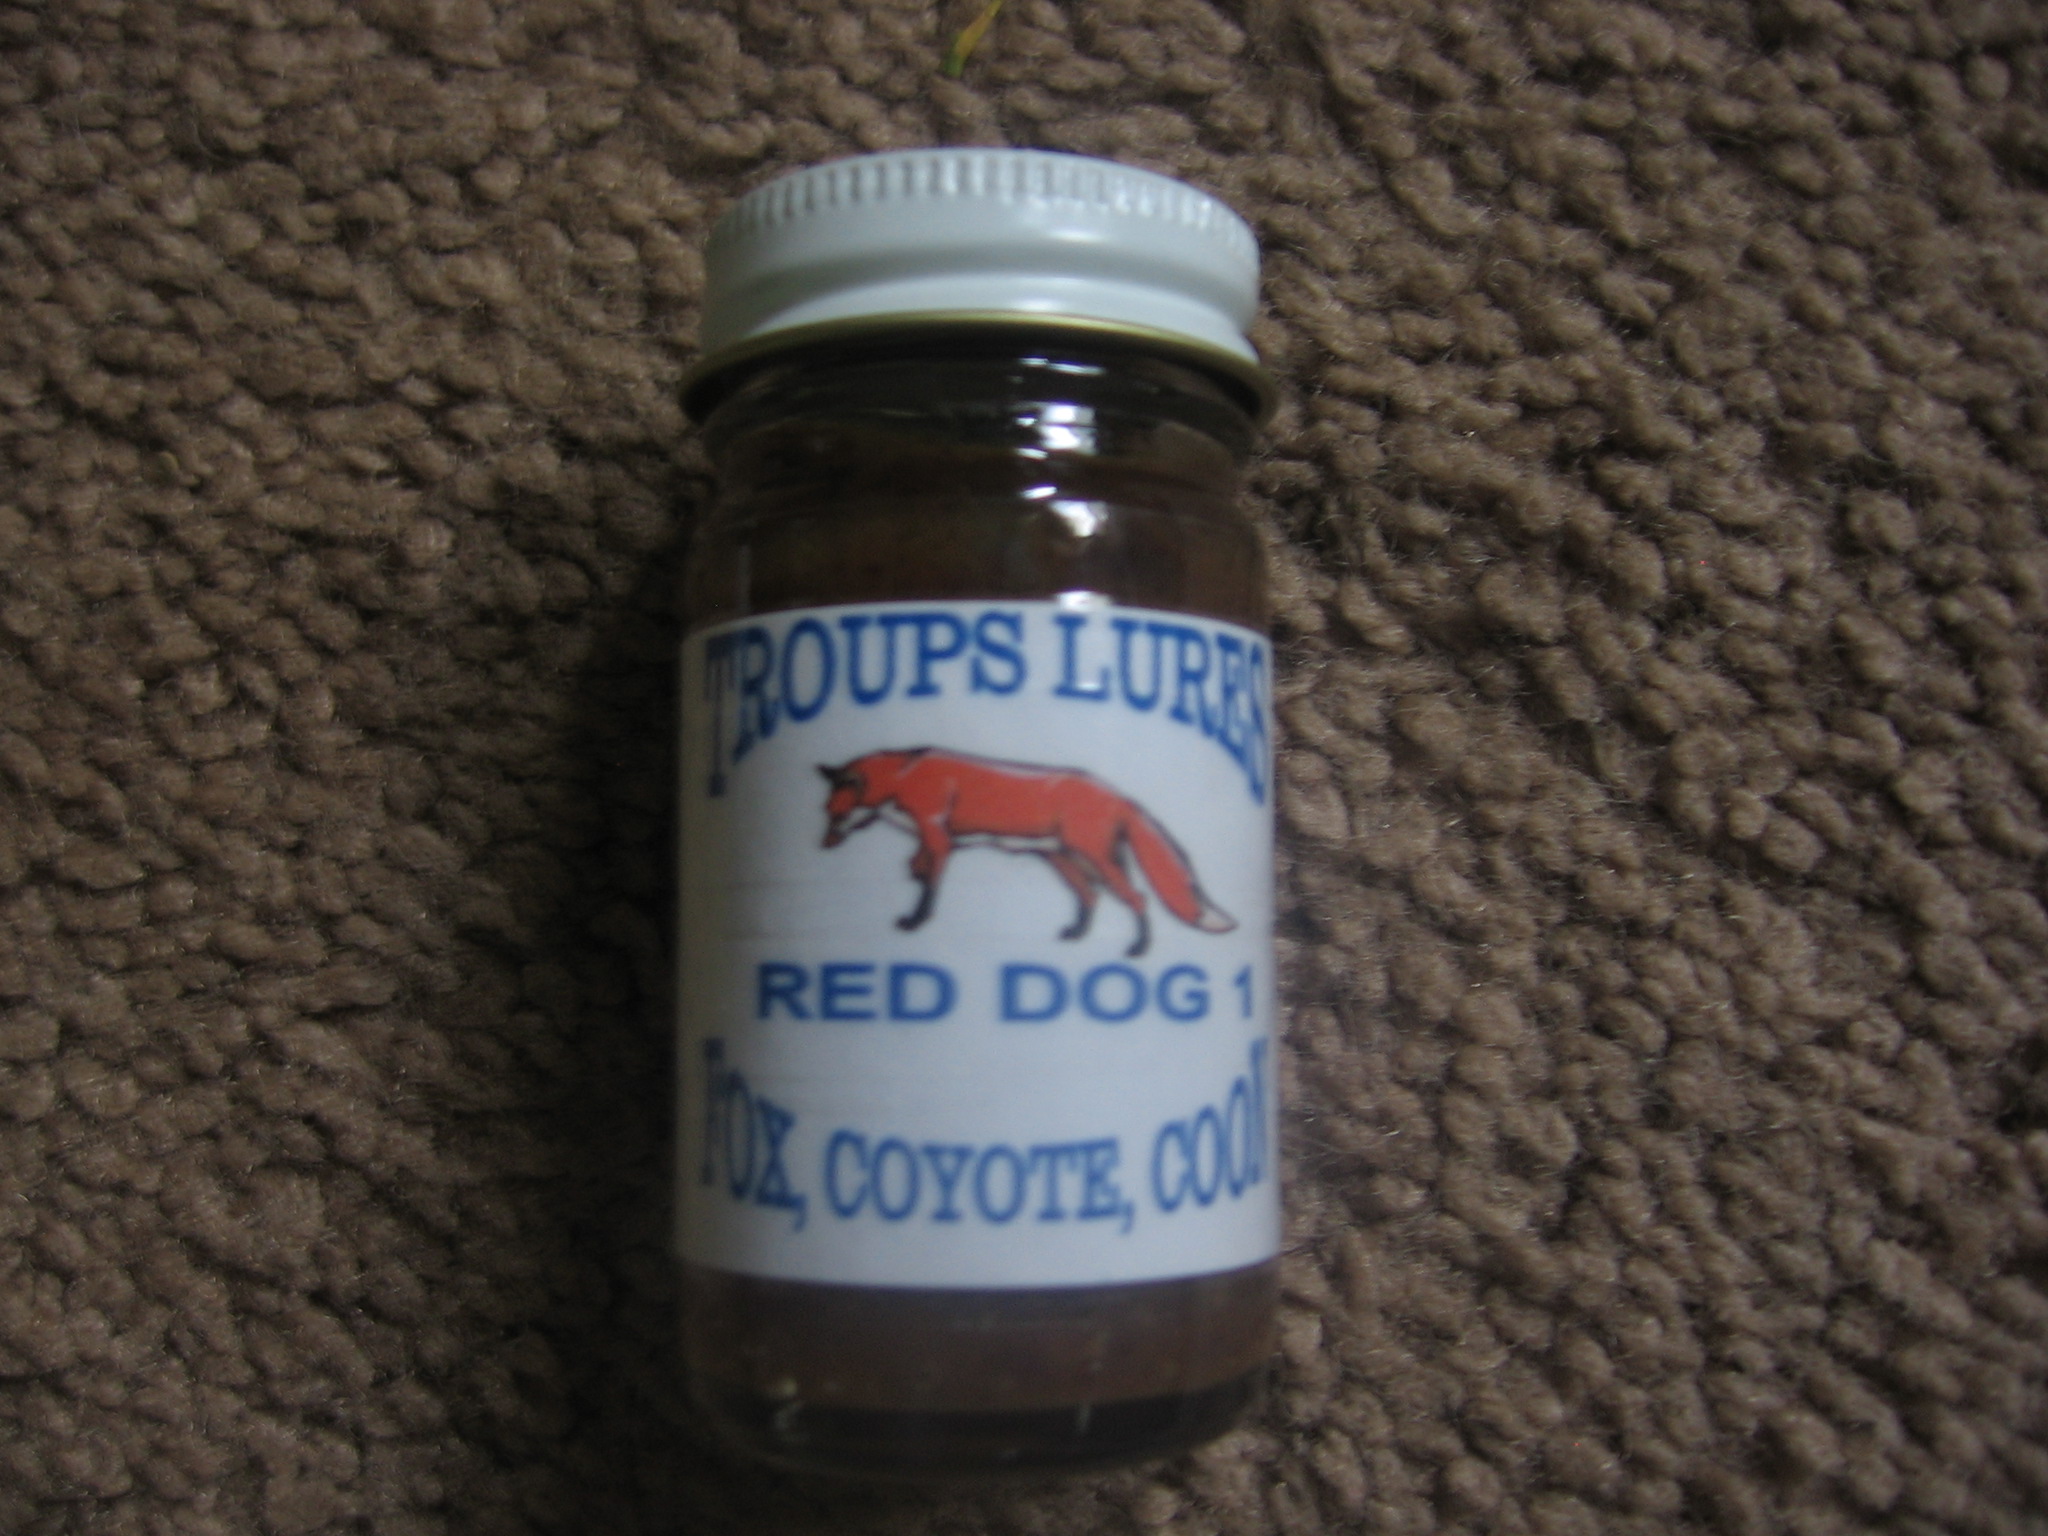 TROUPS LURES
RED DOG 1
FOX, COYOTE, COON